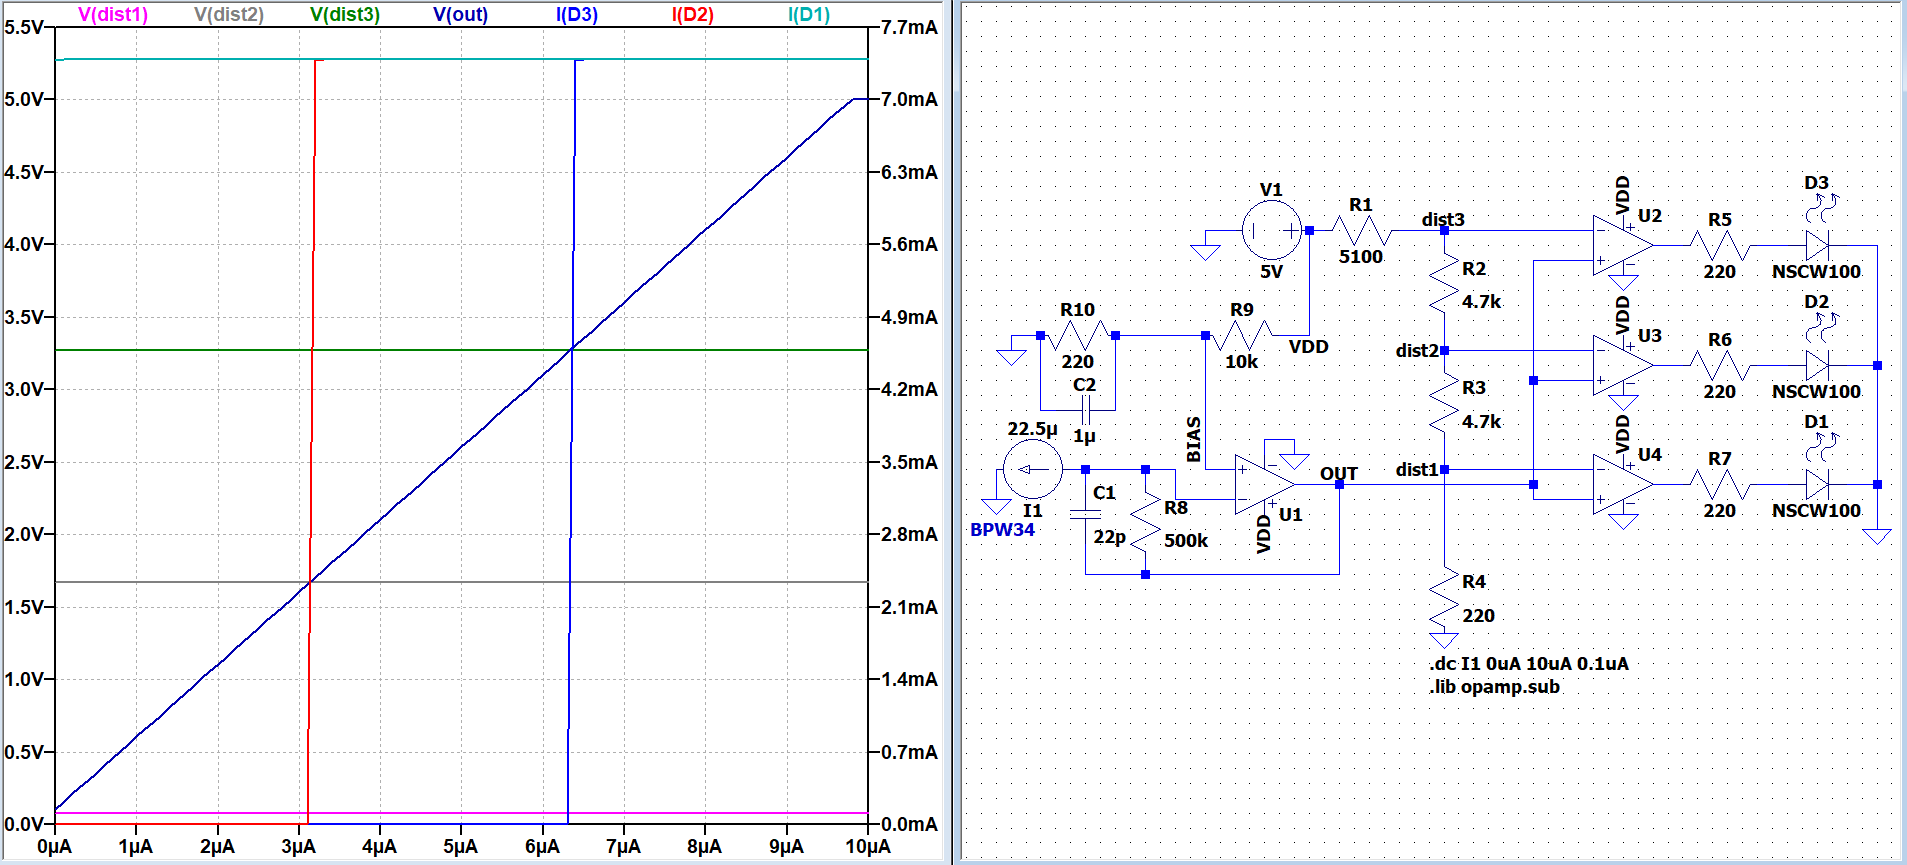 V(dist1) V(dist2) V(dist3) V(out) I(D3) I(D2) I(D1)
5.5V 7.7mA
5.0V 7.0mA
4.5V 6.3mA
4.0V 5.6mA
3.5V 4.9mA
3.0V 4.2mA
2.5V 3.5mA
2.0V 2.8mA
1.5V 2.1mA
1.0V 1.4mA
0.5V 0.7mA
0.0V 0.0mA
0µA 1µA 2µA 3µA 4µA 5µA 6µA 7µA 8µA 9µA 10µA
V1
5V
R1
5100
dist3
R2
4.7k
dist2
R3
4.7k
dist1
R4
220
R10
220
C2
1µ
R9
10k
VDD
BIAS
22.5µ
I1
BPW34
C1
22p
R8
500k
U1
VDD
OUT
VDD
U2
R5
220
D3
NSCW100
VDD
U3
R6
220
D2
NSCW100
VDD
U4
R7
220
D1
NSCW100
.dc I1 0uA 10uA 0.1uA
.lib opamp.sub